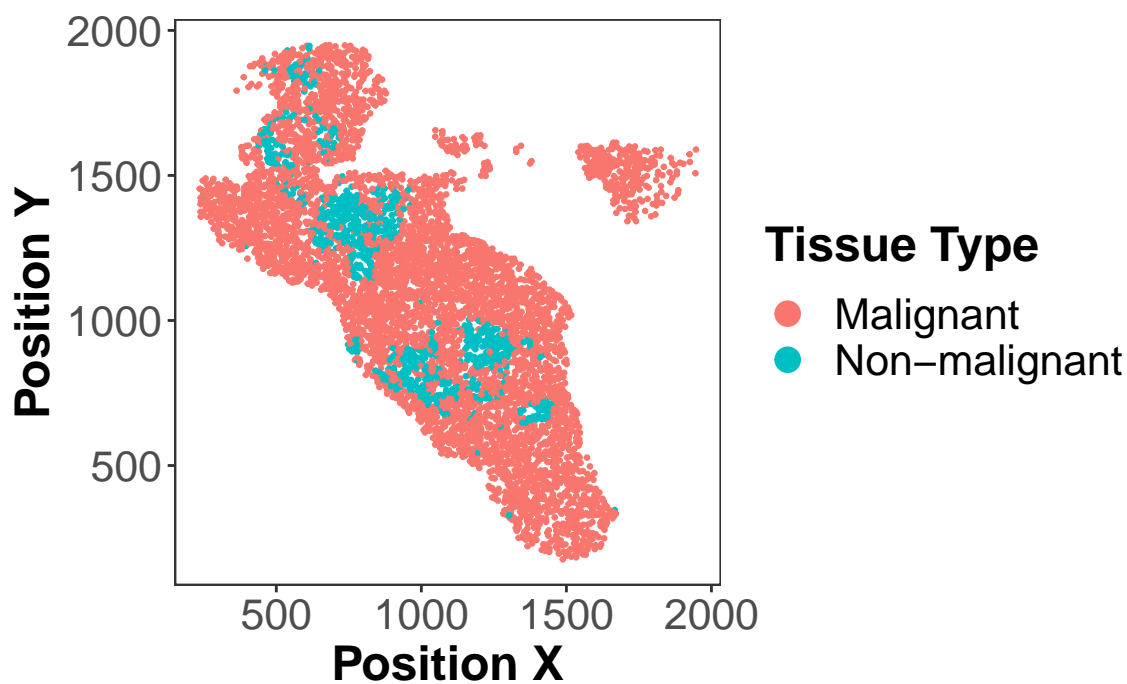 2000
1500
1000
500
Position Y
500 1000 1500 2000
Position X
Tissue Type
Malignant
Non−malignant